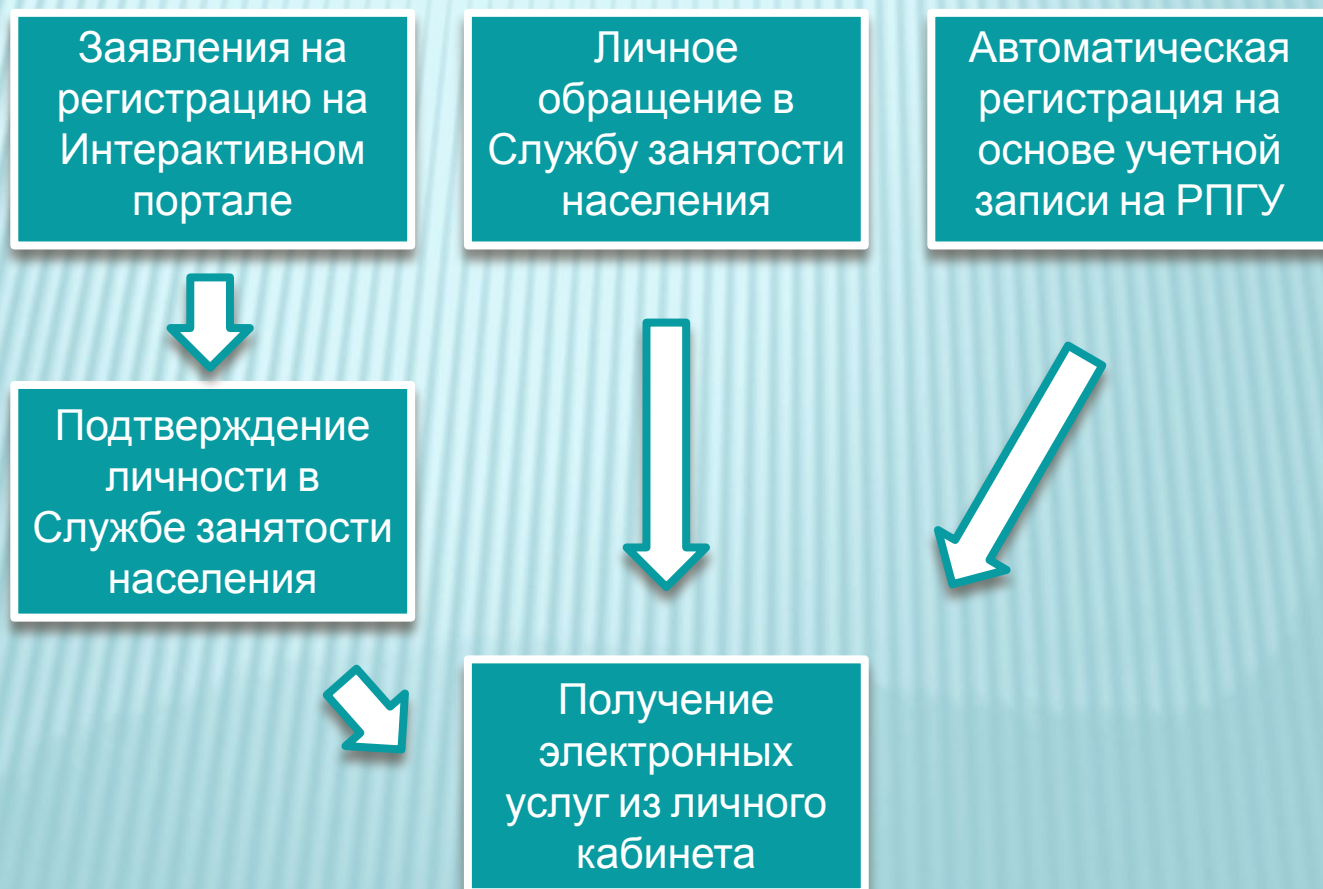 Заявления на
регистрацию на
Интерактивном
портале
Личное
обращение в
Службу занятости
населения
Автоматическая
регистрация на
основе учетной
записи на РПГУ
Подтверждение
личности в
Службе занятости
населения
Получение
электронных
услуг из личного
кабинета